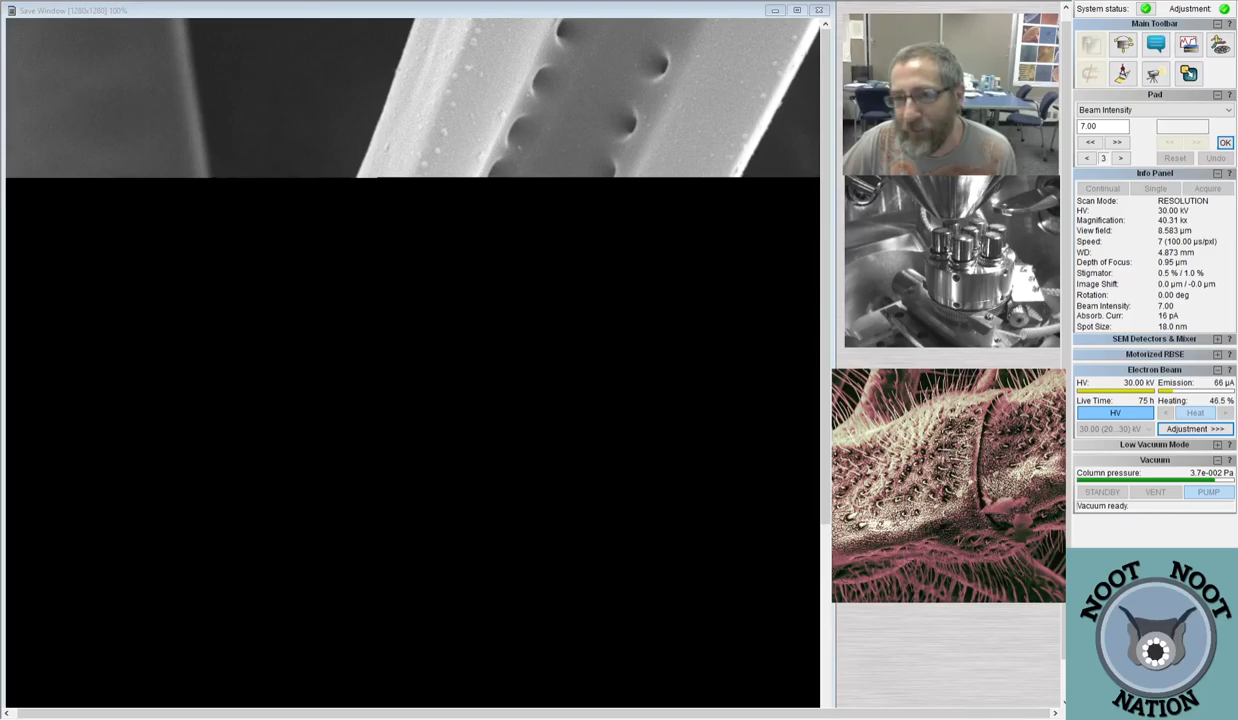 Save Window [1280x1280] 100%
System status:
Adjustment:
Main Toolbar
Pad
Beam Intensity
7.00
<< >>
<< >>
OK
< 3 >
Reset
Undo
Info Panel
Continual
Single
Acquire
Scan Mode: RESOLUTION
HV: 30.00 kV
Magnification: 40.31 kx
View field: 8.583 µm
Speed: 7 (100.00 µs/pxl)
WD: 4.873 mm
Depth of Focus: 0.95 µm
Stigmator: 0.5 % / 1.0 %
Image Shift: 0.0 µm / -0.0 µm
Rotation: 0.00 deg
Beam Intensity: 7.00
Absorb. Curr: 16 pA
Spot Size: 18.0 nm
SEM Detectors & Mixer
Motorized RBSE
Electron Beam
HV: 30.00 kV Emission: 66 µA
Live Time: 75 h Heating: 46.5 %
HV
< Heat >
30.00 (20...30) kV
Adjustment >>>
Low Vacuum Mode
Vacuum
Column pressure: 3.7e-002 Pa
STANDBY
VENT
PUMP
Vacuum ready.
NOOT NOOT
NATION